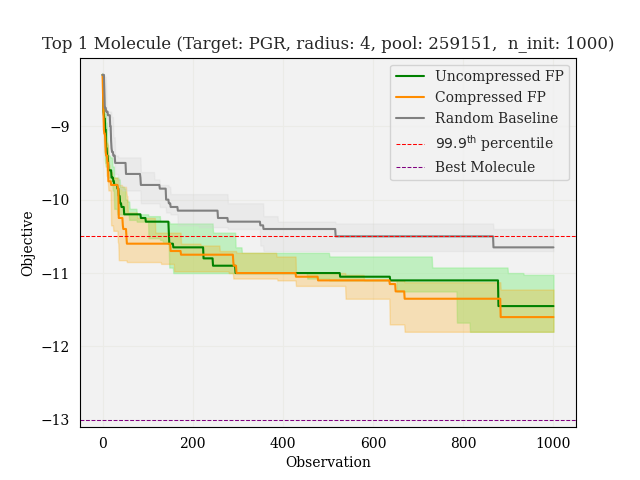 Top 1 Molecule (Target: PGR, radius: 4, pool: 259151,  n_init: 1000)
Uncompressed FP
Compressed FP
Random Baseline
99.9th percentile
Best Molecule
Objective
−9
−10
−11
−12
−13
0 200 400 600 800 1000
Observation